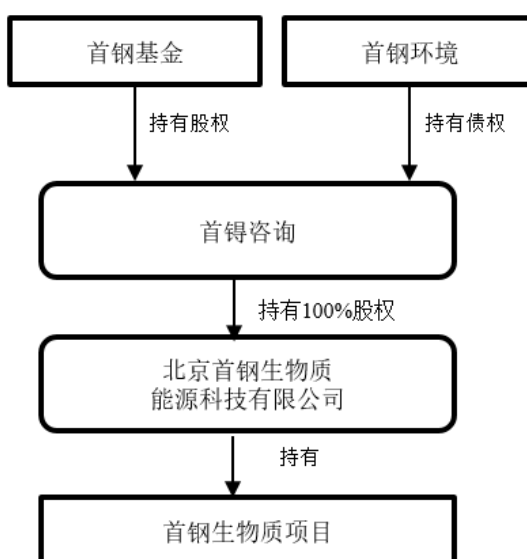 首钢基金
首钢环境
持有股权
持有债权
首锝咨询
持有100%股权
北京首钢生物质
能源科技有限公司
持有
首钢生物质项目